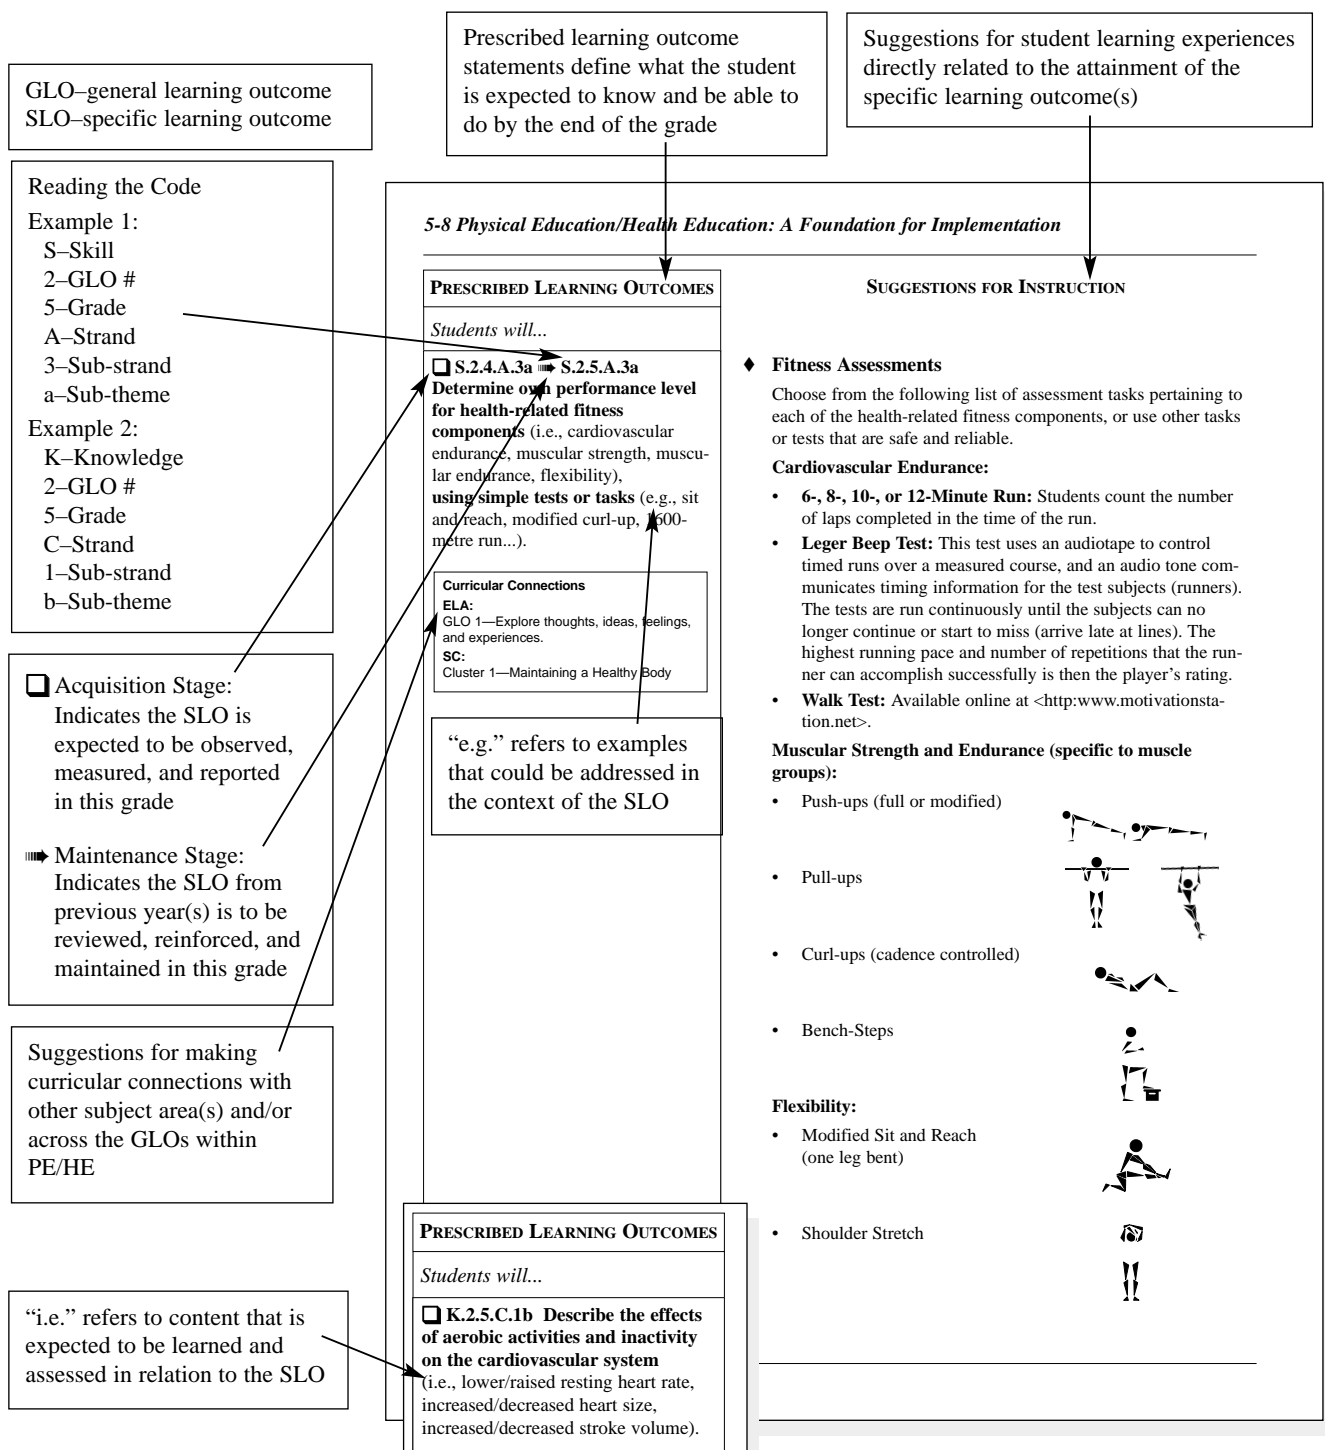 Prescribed learning outcome
statements define what the student
is expected to know and be able to
do by the end of the grade
Suggestions for student learning experiences
directly related to the attainment of the
specific learning outcome(s)
GLO–general learning outcome
SLO–specific learning outcome
Reading the Code
Example 1:
S–Skill
2–GLO #
5–Grade
A–Strand
3–Sub-strand
a–Sub-theme
Example 2:
K–Knowledge
2–GLO #
5–Grade
C–Strand
1–Sub-strand
b–Sub-theme
❏ Acquisition Stage:
Indicates the SLO is
expected to be observed,
measured, and reported
in this grade
➠ Maintenance Stage:
Indicates the SLO from
previous year(s) is to be
reviewed, reinforced, and
maintained in this grade
Suggestions for making
curricular connections with
other subject area(s) and/or
across the GLOs within
PE/HE
“i.e.” refers to content that is
expected to be learned and
assessed in relation to the SLO
5-8 Physical Education/Health Education: A Foundation for Implementation
PRESCRIBED LEARNING OUTCOMES
Students will...
❏ S.2.4.A.3a ➠ S.2.5.A.3a
Determine own performance level
for health-related fitness
components (i.e., cardiovascular
endurance, muscular strength, muscu-
lar endurance, flexibility),
using simple tests or tasks (e.g., sit
and reach, modified curl-up, 1600-
metre run...).
Curricular Connections
ELA:
GLO 1—Explore thoughts, ideas, feelings,
and experiences.
SC:
Cluster 1—Maintaining a Healthy Body
“e.g.” refers to examples
that could be addressed in
the context of the SLO
SUGGESTIONS FOR INSTRUCTION
♦ Fitness Assessments
Choose from the following list of assessment tasks pertaining to
each of the health-related fitness components, or use other tasks
or tests that are safe and reliable.
Cardiovascular Endurance:
• 6-, 8-, 10-, or 12-Minute Run: Students count the number
of laps completed in the time of the run.
• Leger Beep Test: This test uses an audiotape to control
timed runs over a measured course, and an audio tone com-
municates timing information for the test subjects (runners).
The tests are run continuously until the subjects can no
longer continue or start to miss (arrive late at lines). The
highest running pace and number of repetitions that the run-
ner can accomplish successfully is then the player’s rating.
• Walk Test: Available online at <http:www.motivationsta-
tion.net>.
Muscular Strength and Endurance (specific to muscle
groups):
• Push-ups (full or modified)
• Pull-ups
• Curl-ups (cadence controlled)
• Bench-Steps
Flexibility:
• Modified Sit and Reach
(one leg bent)
• Shoulder Stretch
PRESCRIBED LEARNING OUTCOMES
Students will...
❏ K.2.5.C.1b Describe the effects
of aerobic activities and inactivity
on the cardiovascular system
(i.e., lower/raised resting heart rate,
increased/decreased heart size,
increased/decreased stroke volume).